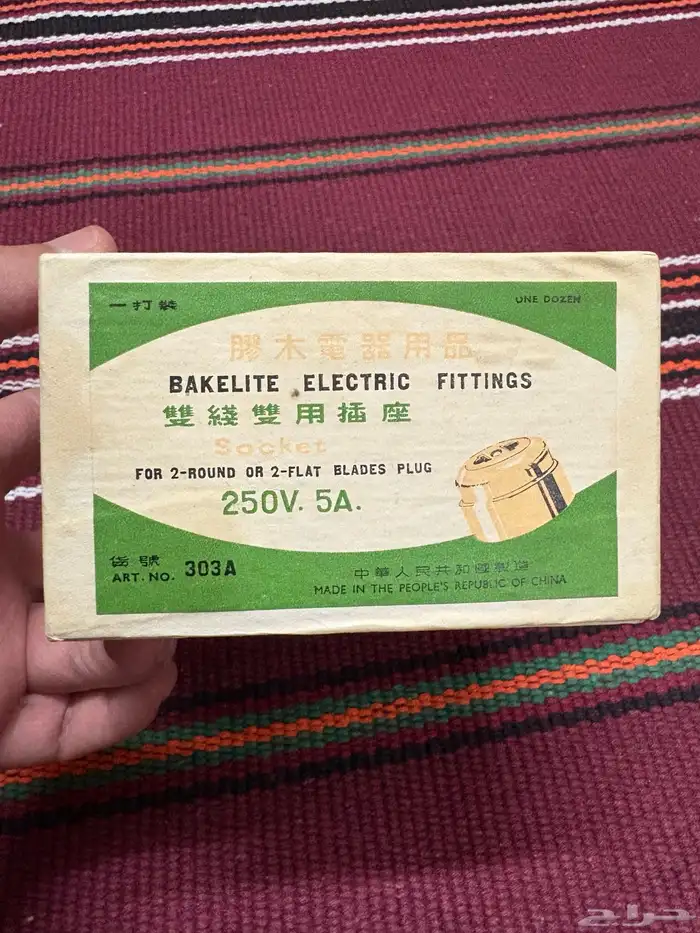 一打裝
ONE DOZEN
膠木電器用品
BAKELITE ELECTRIC FITTINGS
雙綫雙用插座
Socket
FOR 2-ROUND OR 2-FLAT BLADES PLUG
250V. 5A.
货號
ART. NO. 303A
中華人民共和國製造
MADE IN THE PEOPLE'S REPUBLIC OF CHINA
حراج